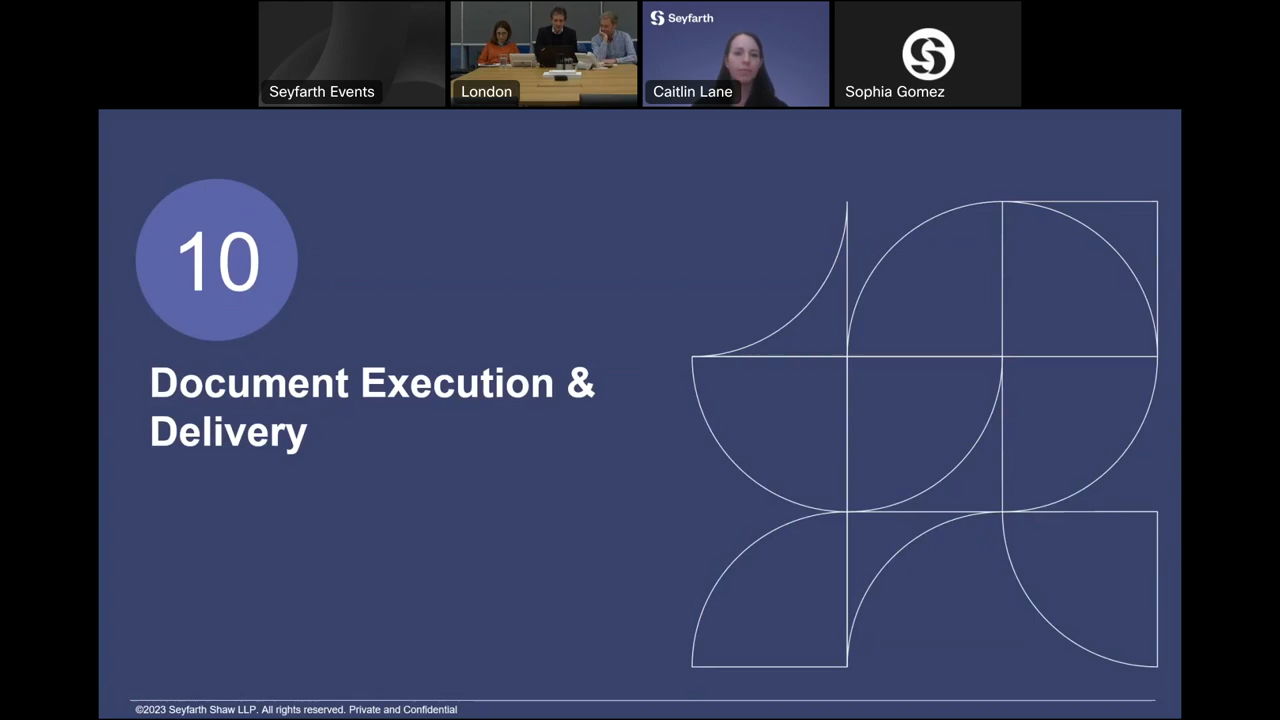 Seyfarth
Seyfarth Events
London
Caitlin Lane
Sophia Gomez
10
Document Execution &
Delivery
©2023 Seyfarth Shaw LLP. All rights reserved. Private and Confidential